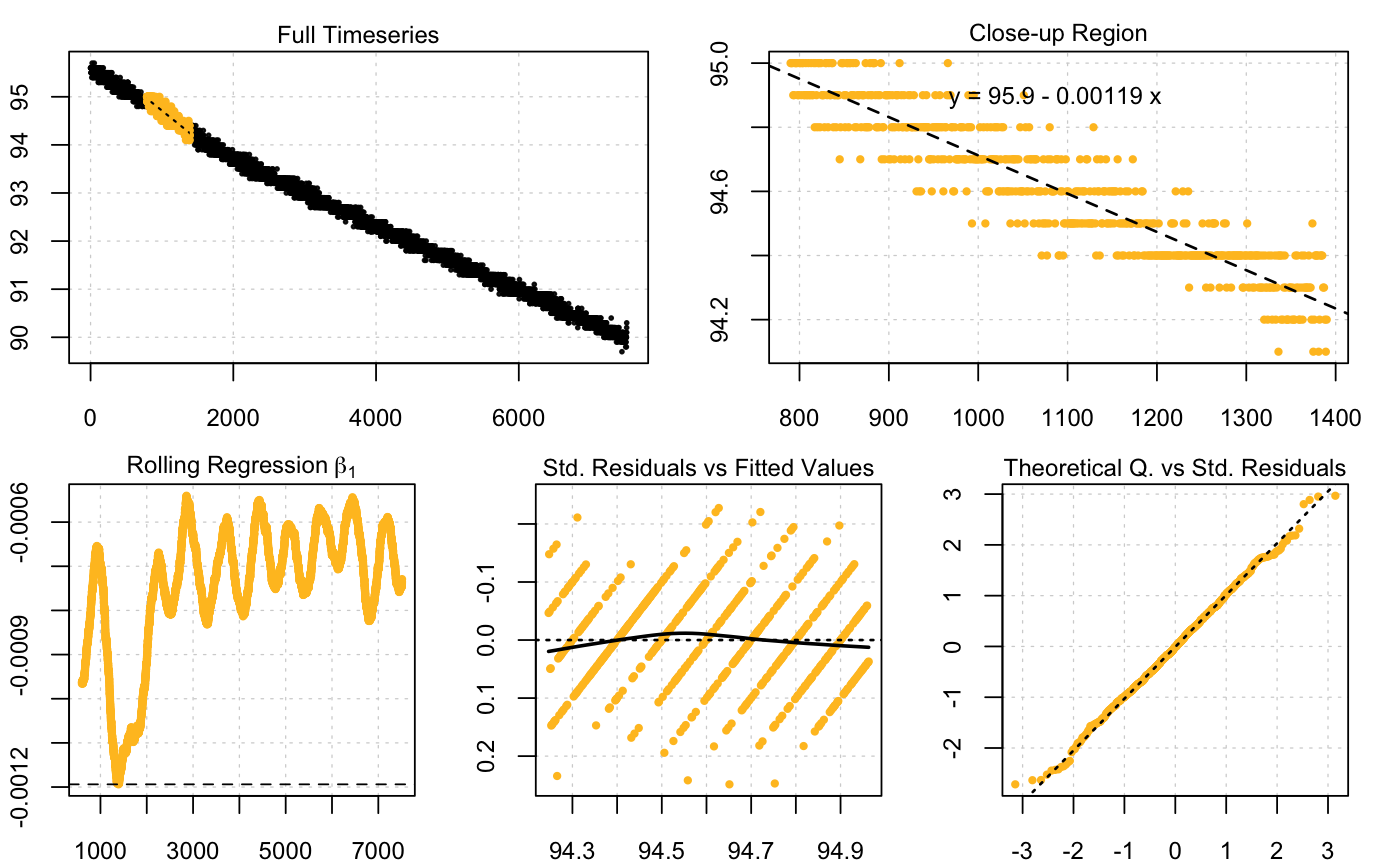 Full Timeseries
95
94
93
92
91
90
0 2000 4000 6000
Close-up Region
y = 95.9 - 0.00119 x
95.0
94.6
94.2
800 900 1000 1100 1200 1300 1400
Rolling Regression β1
-0.0006
-0.0009
-0.0012
1000 3000 5000 7000
Std. Residuals vs Fitted Values
-0.1
0.0
0.1
0.2
94.3 94.5 94.7 94.9
Theoretical Q. vs Std. Residuals
3
2
1
0
-1
-2
-3 -2 -1 0 1 2 3